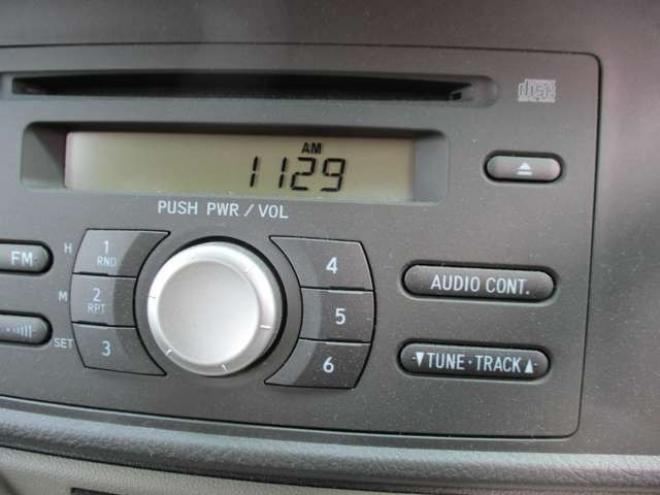 disc
AM
1129
PUSH PWR/VOL
FM
H
1
RND
4
AUDIO CONT.
M
2
RPT
5
SET
3
6
▼TUNE·TRACK▲